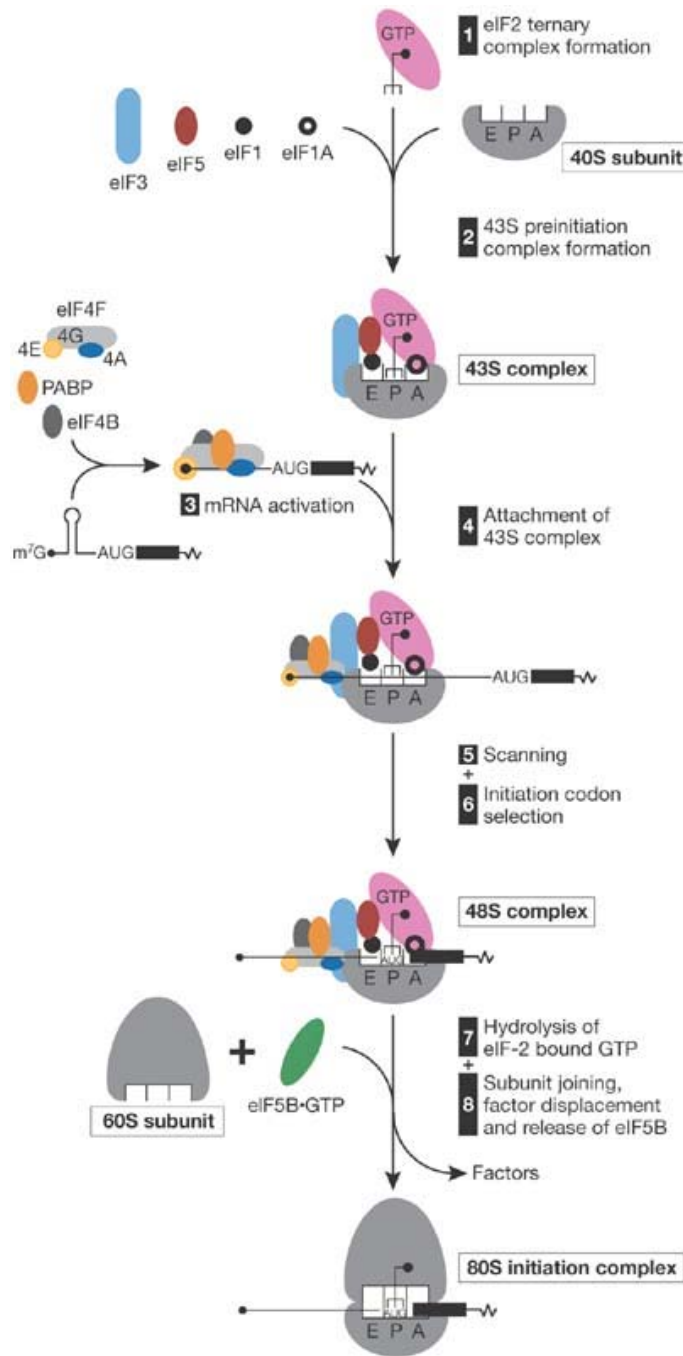 GTP
1 eIF2 ternary
complex formation
eIF3
eIF5
eIF1
eIF1A
E P A
40S subunit
2 43S preinitiation
complex formation
eIF4F
4G
4E
4A
PABP
eIF4B
GTP
E P A
43S complex
AUG
3 mRNA activation
m⁷G
AUG
4 Attachment of
43S complex
GTP
E P A
AUG
5 Scanning
+
6 Initiation codon
selection
GTP
48S complex
AUG
E P A
60S subunit
+
eIF5B•GTP
7 Hydrolysis of
eIF-2 bound GTP
+
8 Subunit joining,
factor displacement
and release of eIF5B
Factors
80S initiation complex
AUG
E P A